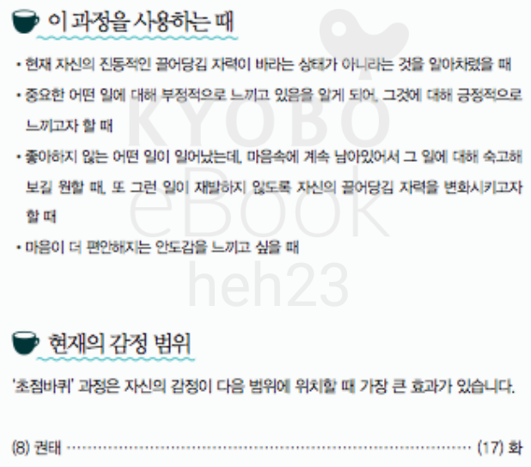 이 과정을 사용하는 때
• 현재 자신의 진동적인 끌어당김 자력이 바라는 상태가 아니라는 것을 알아차렸을 때
• 중요한 어떤 일에 대해 부정적으로 느끼고 있음을 알게 되어, 그것에 대해 긍정적으로
느끼고자 할 때
• 좋아하지 않는 어떤 일이 일어났는데, 마음속에 계속 남아있어서 그 일에 대해 숙고해
보길 원할 때, 또 그런 일이 재발하지 않도록 자신의 끌어당김 자력을 변화시키고자
할 때
• 마음이 더 편안해지는 안도감을 느끼고 싶을 때
KYOBO
eBook
heh23
현재의 감정 범위
'초점바퀴' 과정은 자신의 감정이 다음 범위에 위치할 때 가장 큰 효과가 있습니다.
(8) 권태 ······································································ (17) 화